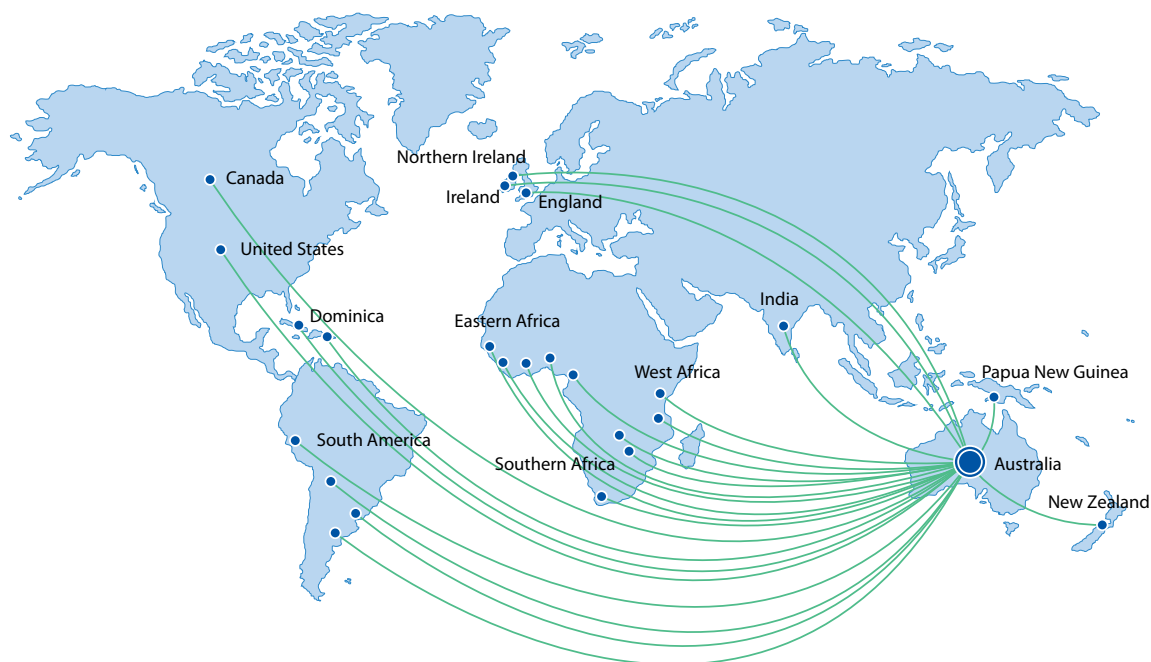 Northern Ireland
Canada
Ireland
England
United States
India
Dominica
Eastern Africa
West Africa
Papua New Guinea
South America
Southern Africa
Australia
New Zealand